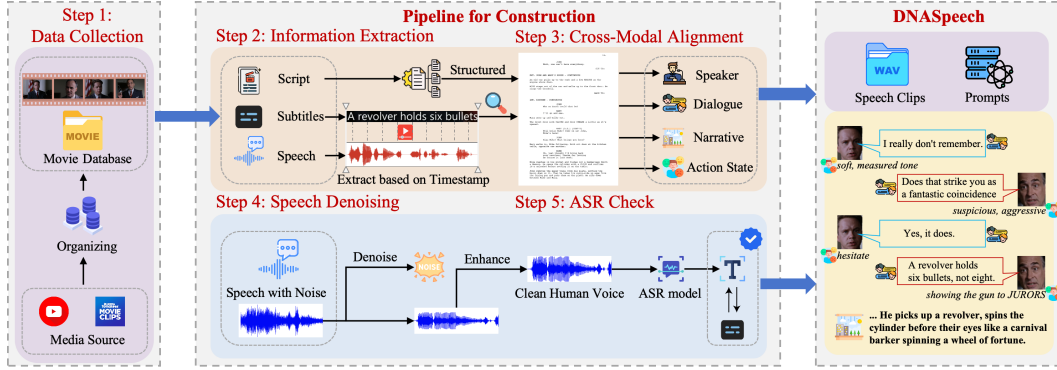 Step 1:
Data Collection
MOVIE
Movie Database
Organizing
MOVIE
CLIPS
Media Source
Pipeline for Construction
Step 2: Information Extraction
Script
Structured
Subtitles
A revolver holds six bullets
Speech
Extract based on Timestamp
Step 3: Cross-Modal Alignment
Speaker
Dialogue
Narrative
Action State
Step 4: Speech Denoising
Speech with Noise
Denoise
NOISE
Enhance
Step 5: ASR Check
Clean Human Voice
ASR model
T
DNASpeech
WAV
Speech Clips
Prompts
I really don't remember.
soft, measured tone
Does that strike you as
a fantastic coincidence
suspicious, aggressive
Yes, it does.
hesitate
A revolver holds
six bullets, not eight.
showing the gun to JURORS
... He picks up a revolver, spins the
cylinder before their eyes like a carnival
barker spinning a wheel of fortune.